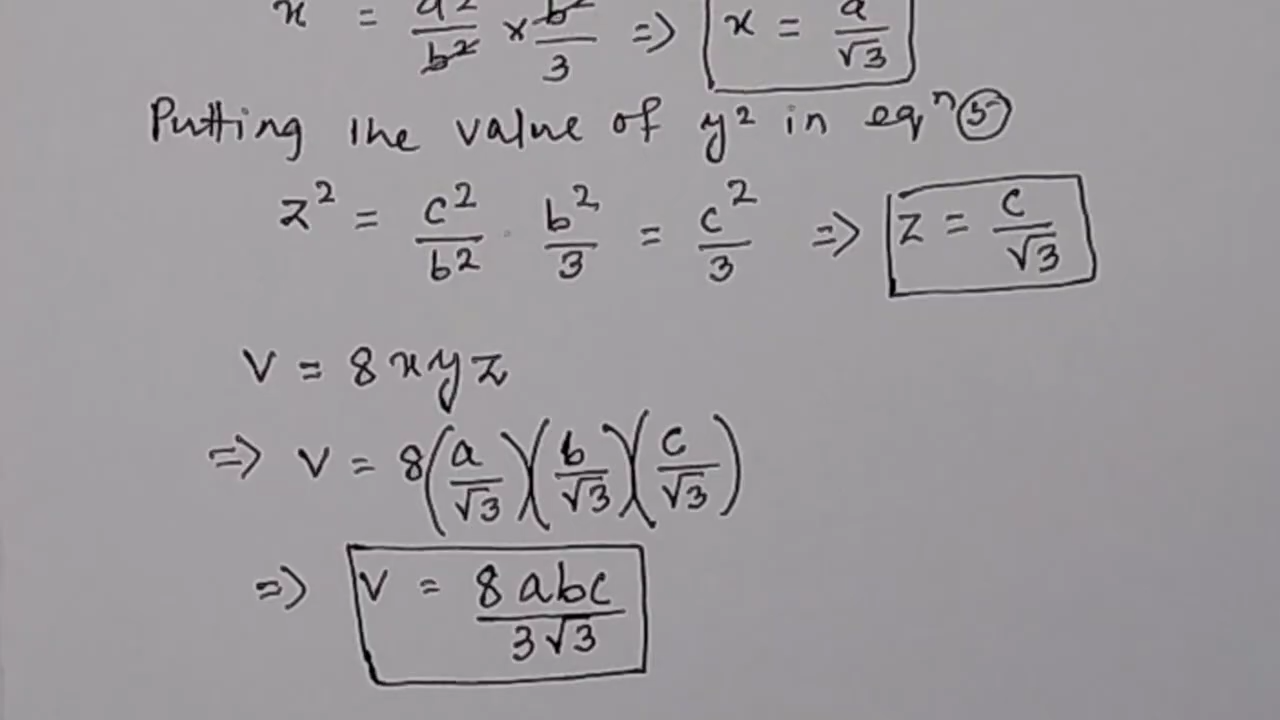 x² = a²/b² × b²/3 => x = a/√3
Putting the value of y² in eqⁿ ⑤
z² = c²/b² · b²/3 = c²/3 => z = c/√3
V = 8xyz
=> V = 8(a/√3)(b/√3)(c/√3)
=> V = 8abc/3√3